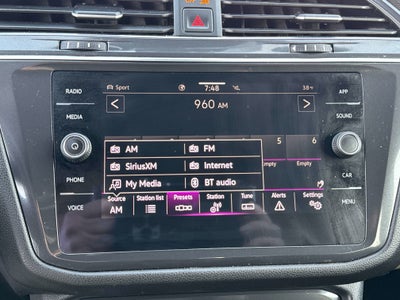 RADIO
MEDIA
PHONE
VOICE
APP
SOUND
CAR
MENU
Sport 7:48 38°F
< 960 AM >
5 6
AM FM
SiriusXM Internet
My Media BT audio
Empty Empty
Source Station list Presets Station Tune Alerts Settings
AM